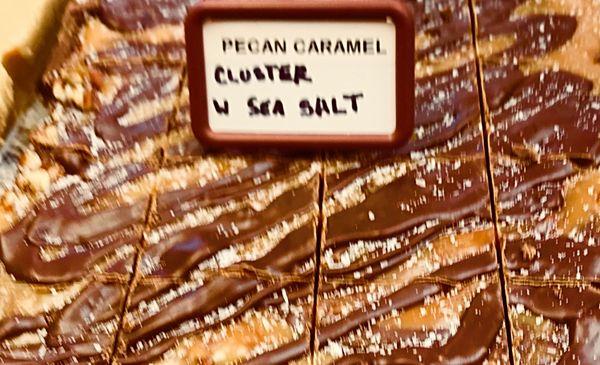 PECAN CARAMEL
CLUSTER
W SEA SALT